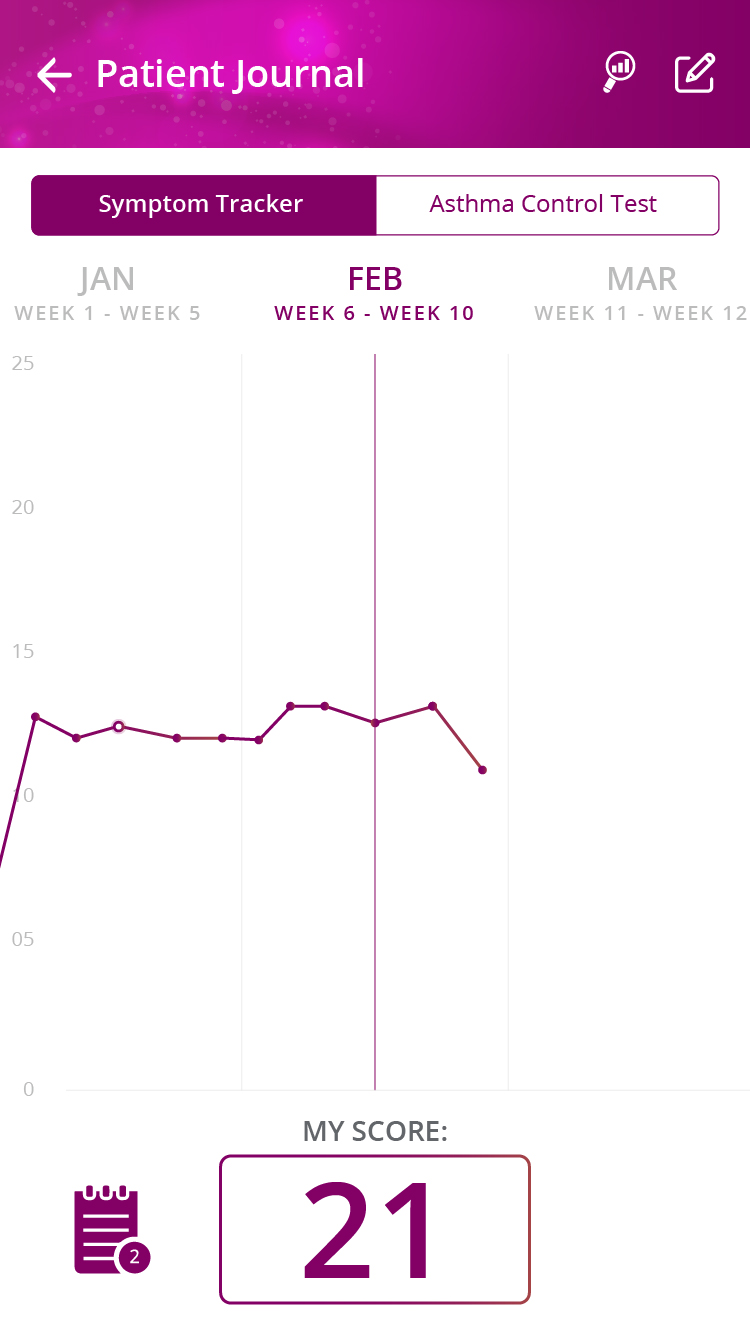 Patient Journal
Symptom Tracker
Asthma Control Test
JAN
FEB
MAR
WEEK 1 - WEEK 5
WEEK 6 - WEEK 10
WEEK 11 - WEEK 12
25
20
15
10
05
0
MY SCORE:
21
2